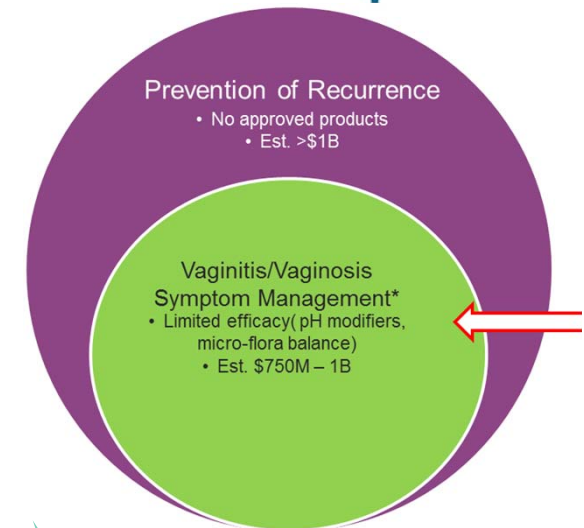 Prevention of Recurrence
• No approved products
• Est. >$1B
Vaginitis/Vaginosis
Symptom Management*
• Limited efficacy( pH modifiers,
micro-flora balance)
• Est. $750M – 1B